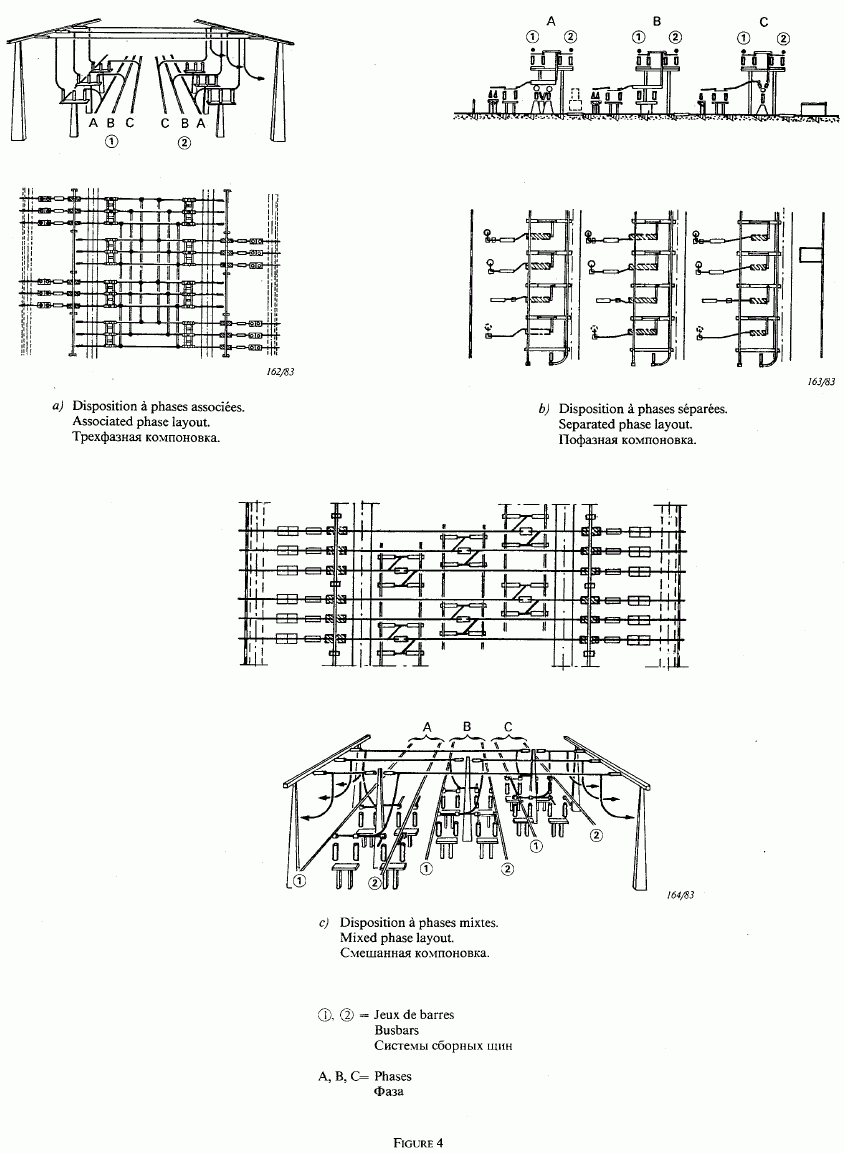 A B C C B A
① ②
162/83
a) Disposition à phases associées.
Associated phase layout.
Трехфазная компоновка.
A B C
① ② ① ② ① ②
163/83
b) Disposition à phases séparées.
Separated phase layout.
Пофазная компоновка.
A B C
① ② ① ② ① ②
164/83
c) Disposition à phases mixtes.
Mixed phase layout.
Смешанная компоновка.
①, ② = Jeux de barres
Busbars
Системы сборных щин
A, B, C= Phases
Фаза
FIGURE 4